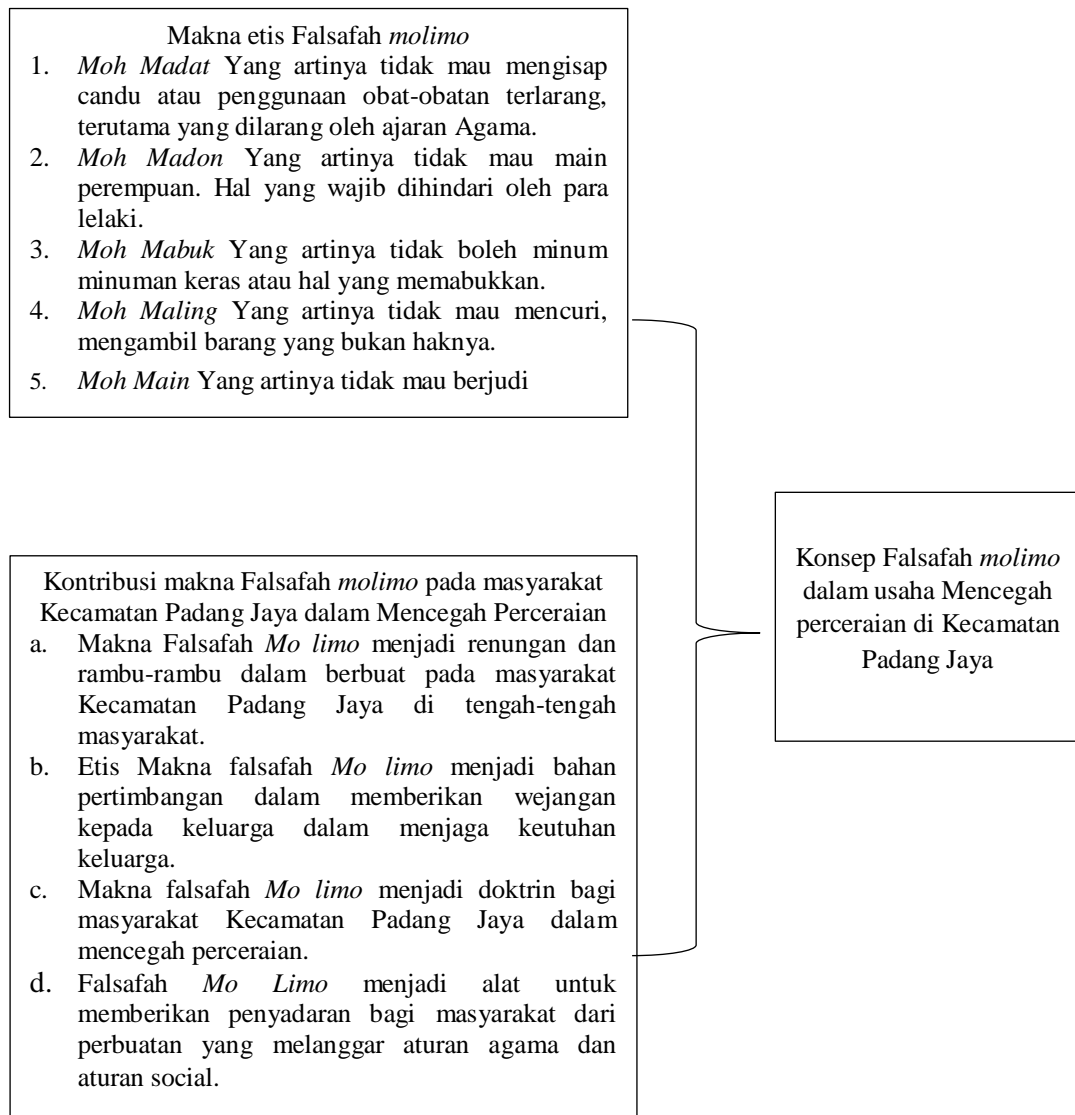 Makna etis Falsafah molimo
1. Moh Madat Yang artinya tidak mau mengisap
candu atau penggunaan obat-obatan terlarang,
terutama yang dilarang oleh ajaran Agama.
2. Moh Madon Yang artinya tidak mau main
perempuan. Hal yang wajib dihindari oleh para
lelaki.
3. Moh Mabuk Yang artinya tidak boleh minum
minuman keras atau hal yang memabukkan.
4. Moh Maling Yang artinya tidak mau mencuri,
mengambil barang yang bukan haknya.
5. Moh Main Yang artinya tidak mau berjudi
Kontribusi makna Falsafah molimo pada masyarakat
Kecamatan Padang Jaya dalam Mencegah Perceraian
a. Makna Falsafah Mo limo menjadi renungan dan
rambu-rambu dalam berbuat pada masyarakat
Kecamatan Padang Jaya di tengah-tengah
masyarakat.
b. Etis Makna falsafah Mo limo menjadi bahan
pertimbangan dalam memberikan wejangan
kepada keluarga dalam menjaga keutuhan
keluarga.
c. Makna falsafah Mo limo menjadi doktrin bagi
masyarakat Kecamatan Padang Jaya dalam
mencegah perceraian.
d. Falsafah Mo Limo menjadi alat untuk
memberikan penyadaran bagi masyarakat dari
perbuatan yang melanggar aturan agama dan
aturan social.
Konsep Falsafah molimo
dalam usaha Mencegah
perceraian di Kecamatan
Padang Jaya